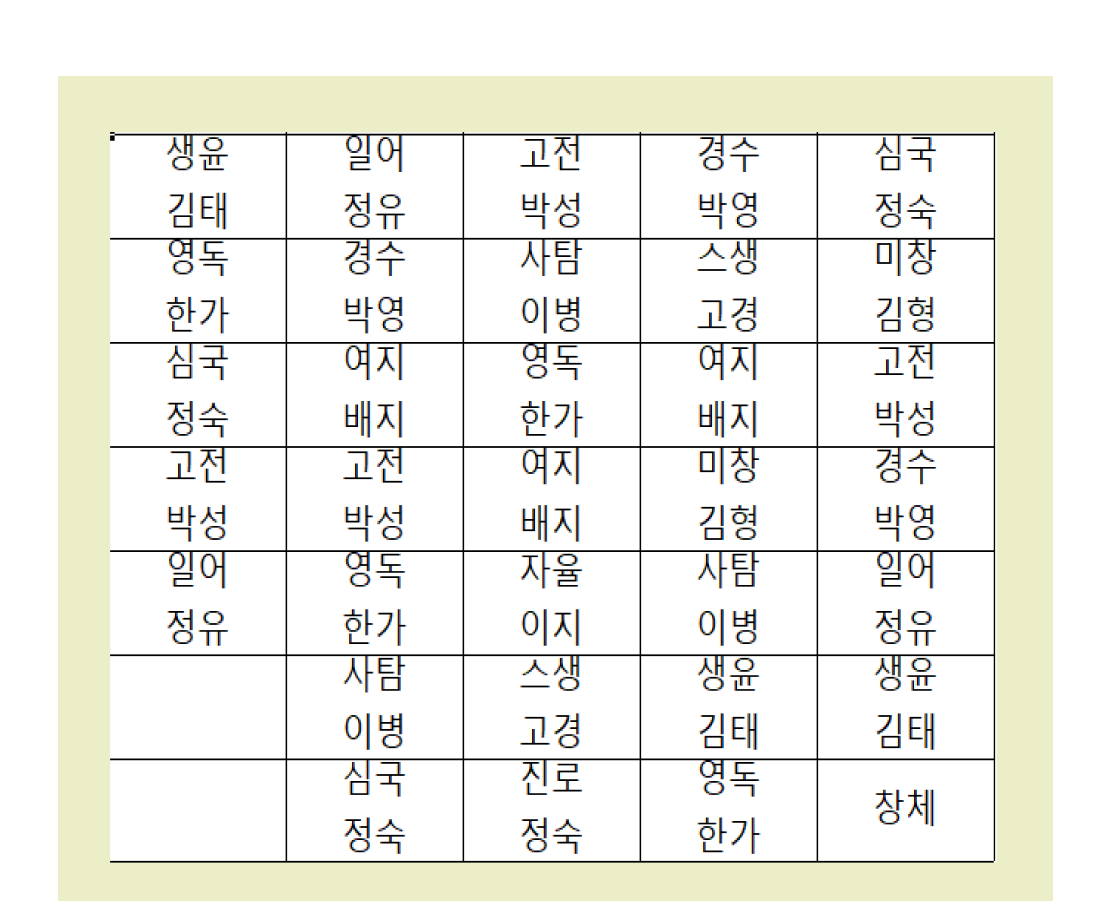 생윤 일어 고전 경수 심국
김태 정유 박성 박영 정숙
영독 경수 사탐 스생 미창
한가 박영 이병 고경 김형
심국 여지 영독 여지 고전
정숙 배지 한가 배지 박성
고전 고전 여지 미창 경수
박성 박성 배지 김형 박영
일어 영독 자율 사탐 일어
정유 한가 이지 이병 정유
사탐 스생 생윤 생윤
이병 고경 김태 김태
심국 진로 영독 창체
정숙 정숙 한가